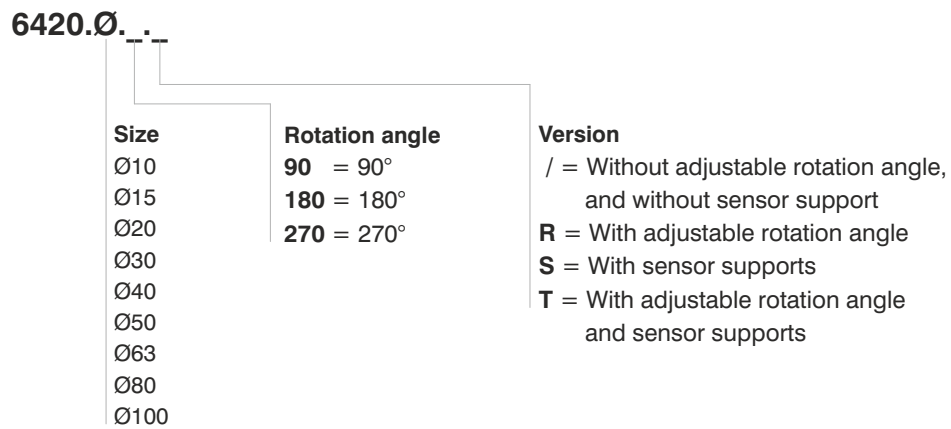 6420.Ø._._
Size
Ø10
Ø15
Ø20
Ø30
Ø40
Ø50
Ø63
Ø80
Ø100
Rotation angle
90 = 90°
180 = 180°
270 = 270°
Version
/ = Without adjustable rotation angle,
and without sensor support
R = With adjustable rotation angle
S = With sensor supports
T = With adjustable rotation angle
and sensor supports